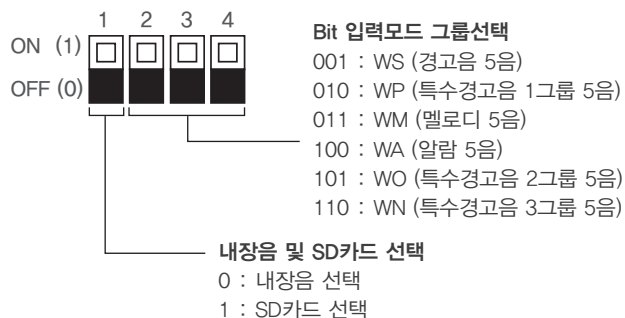 1 2 3 4
ON (1)
OFF (0)
Bit 입력모드 그룹선택
001 : WS (경고음 5음)
010 : WP (특수경고음 1그룹 5음)
011 : WM (멜로디 5음)
100 : WA (알람 5음)
101 : WO (특수경고음 2그룹 5음)
110 : WN (특수경고음 3그룹 5음)
내장음 및 SD카드 선택
0 : 내장음 선택
1 : SD카드 선택